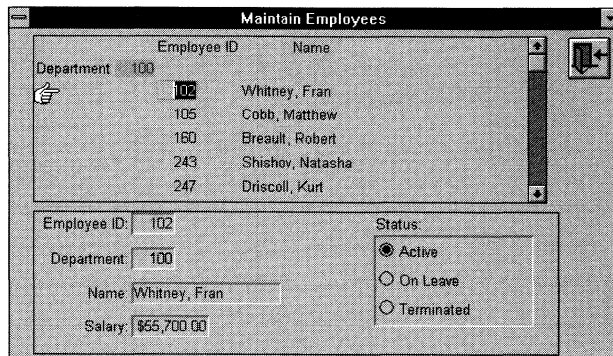 Maintain Employees
Employee ID Name
Department 100
102 Whitney, Fran
105 Cobb, Matthew
160 Breault, Robert
243 Shishov, Natasha
247 Driscoll, Kurt
Employee ID: 102
Department: 100
Name Whitney, Fran
Salary: $55,700.00
Status:
Active
On Leave
Terminated